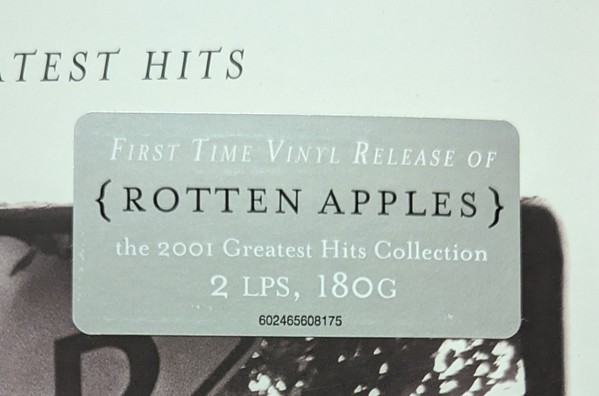 ATEST HITS
FIRST TIME VINYL RELEASE OF
{ROTTEN APPLES}
the 2001 Greatest Hits Collection
2 LPS, 180G
602465608175
R